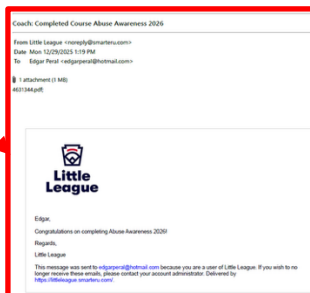 Coach: Completed Course Abuse Awareness 2026
From Little League <noreply@smarteru.com>
Date Mon 12/29/2025 1:19 PM
To Edgar Peral <edgarperal@hotmail.com>
1 attachment (1 MB)
4631344.pdf;
Little
League
Edgar,
Congratulations on completing Abuse Awareness 2026!
Regards,
Little League
This message was sent to edgarperal@hotmail.com because you are a user of Little League. If you wish to no
longer receive these emails, please contact your account administrator. Delivered by
https://littleleague.smarteru.com/.